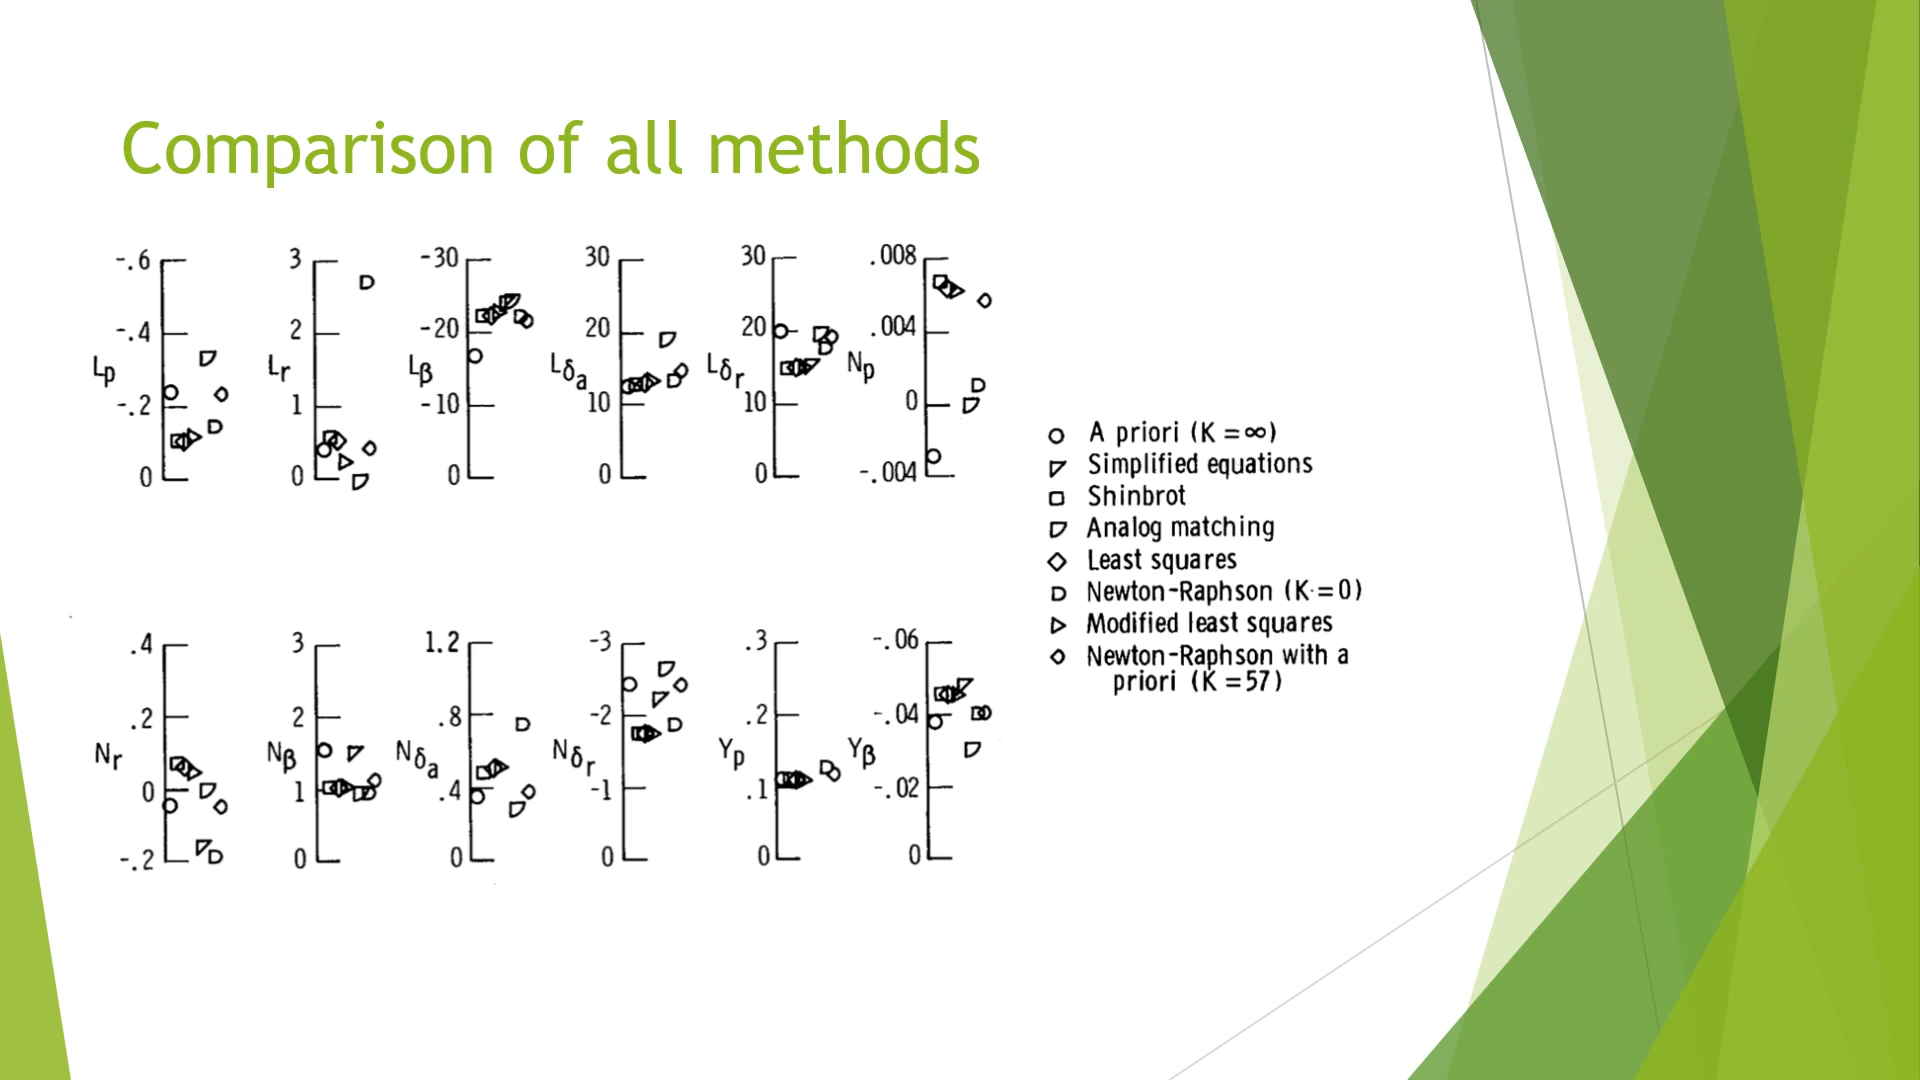 Comparison of all methods
-.6
-.4
-.2
0
Lp
3
2
1
0
Lr
-30
-20
-10
0
Lβ
30
20
10
0
Lδa
30
20
10
0
Lδr
.008
.004
0
-.004
Np
.4
.2
0
-.2
Nr
3
2
1
0
Nβ
1.2
.8
.4
0
Nδa
-3
-2
-1
0
Nδr
.3
.2
.1
0
Yp
-.06
-.04
-.02
0
Yβ
A priori (K = ∞)
Simplified equations
Shinbrot
Analog matching
Least squares
Newton-Raphson (K = 0)
Modified least squares
Newton-Raphson with a
priori (K = 57)